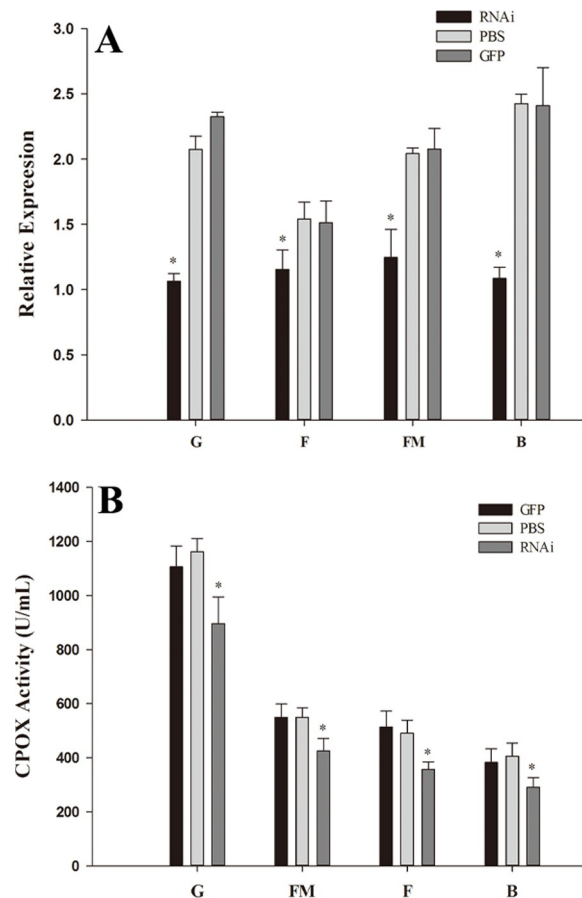 A
RNAi
PBS
GFP
3.0
2.5
2.0
1.5
1.0
0.5
0.0
Relative Expreesion
*
*
*
*
G F FM B
B
GFP
PBS
RNAi
1400
1200
1000
800
600
400
200
0
CPOX Activity (U/mL)
*
*
*
*
G FM F B